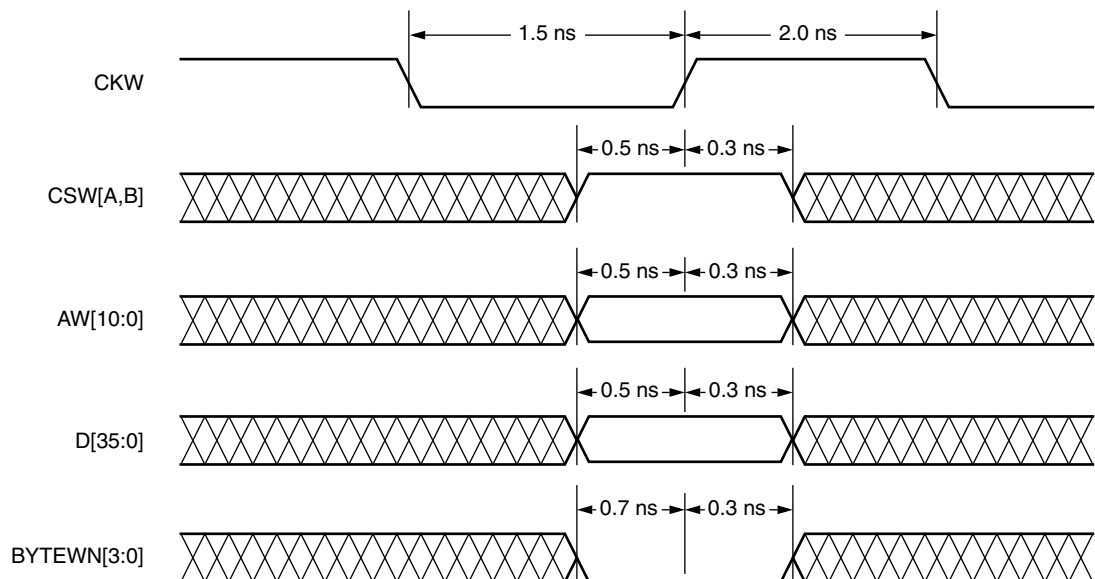 1.5 ns 2.0 ns
CKW
0.5 ns 0.3 ns
CSW[A,B]
0.5 ns 0.3 ns
AW[10:0]
0.5 ns 0.3 ns
D[35:0]
0.7 ns 0.3 ns
BYTEWN[3:0]